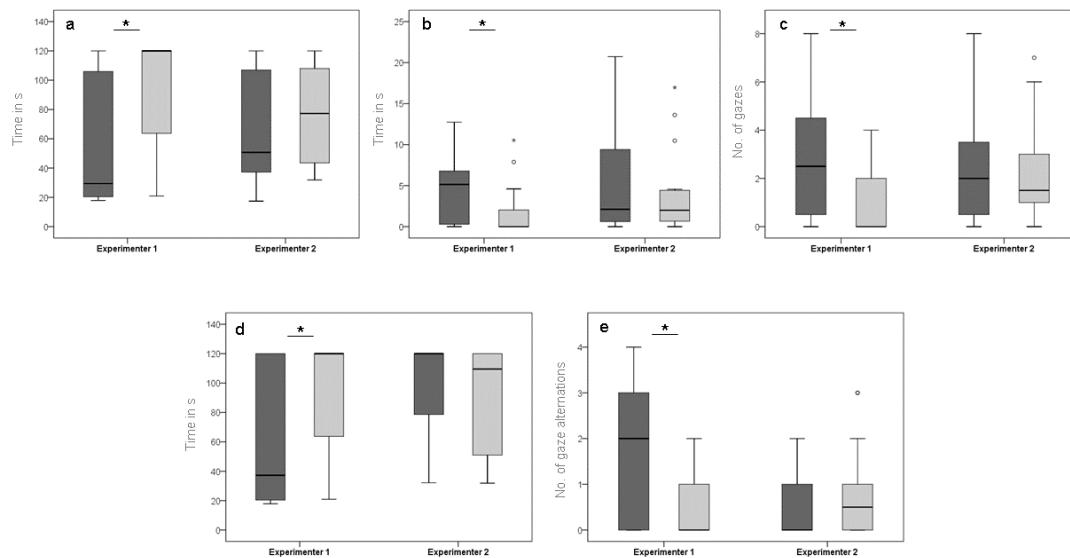 a
*
Time in s
140
120
100
80
60
40
20
0
Experimenter 1
Experimenter 2
b
*
Time in s
25
20
15
10
5
0
*
Experimenter 1
Experimenter 2
c
*
No. of gazes
8
6
4
2
0
Experimenter 1
Experimenter 2
d
*
Time in s
140
120
100
80
60
40
20
0
Experimenter 1
Experimenter 2
e
*
No. of gaze alternations
4
3
2
1
0
Experimenter 1
Experimenter 2